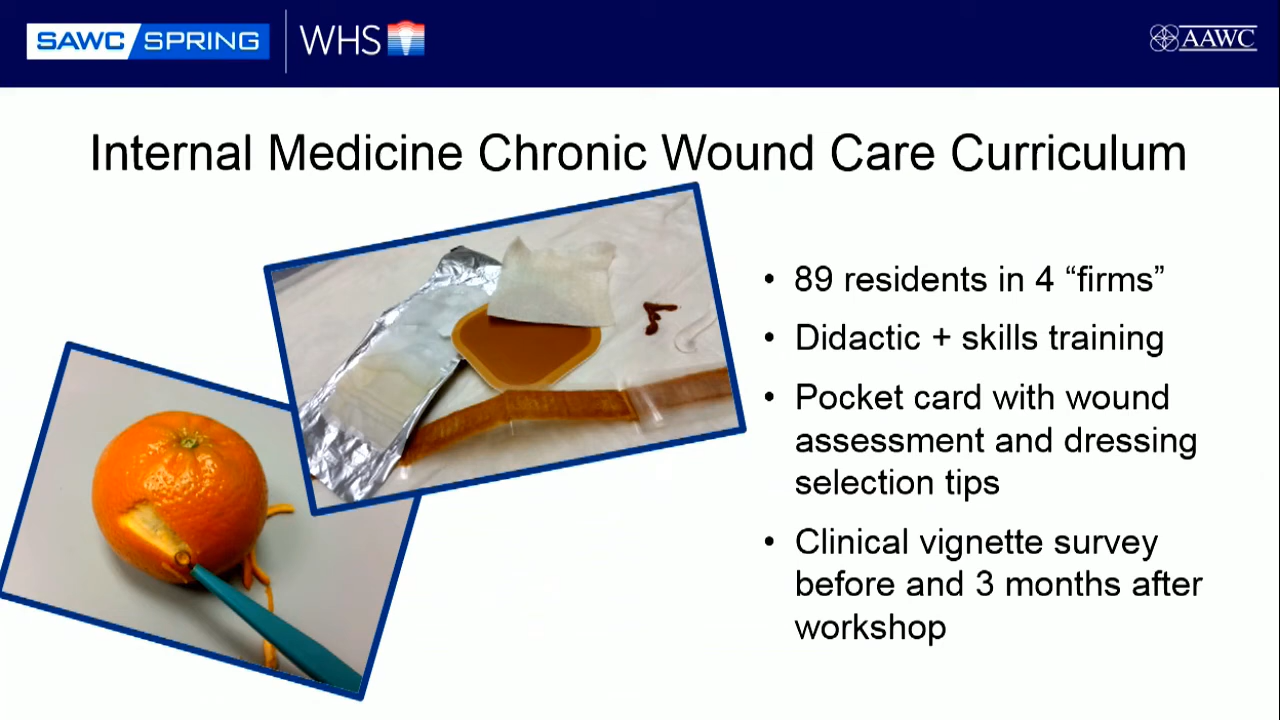 SAWC/SPRING WHS AAWC
Internal Medicine Chronic Wound Care Curriculum
• 89 residents in 4 “firms”
• Didactic + skills training
• Pocket card with wound
assessment and dressing
selection tips
• Clinical vignette survey
before and 3 months after
workshop